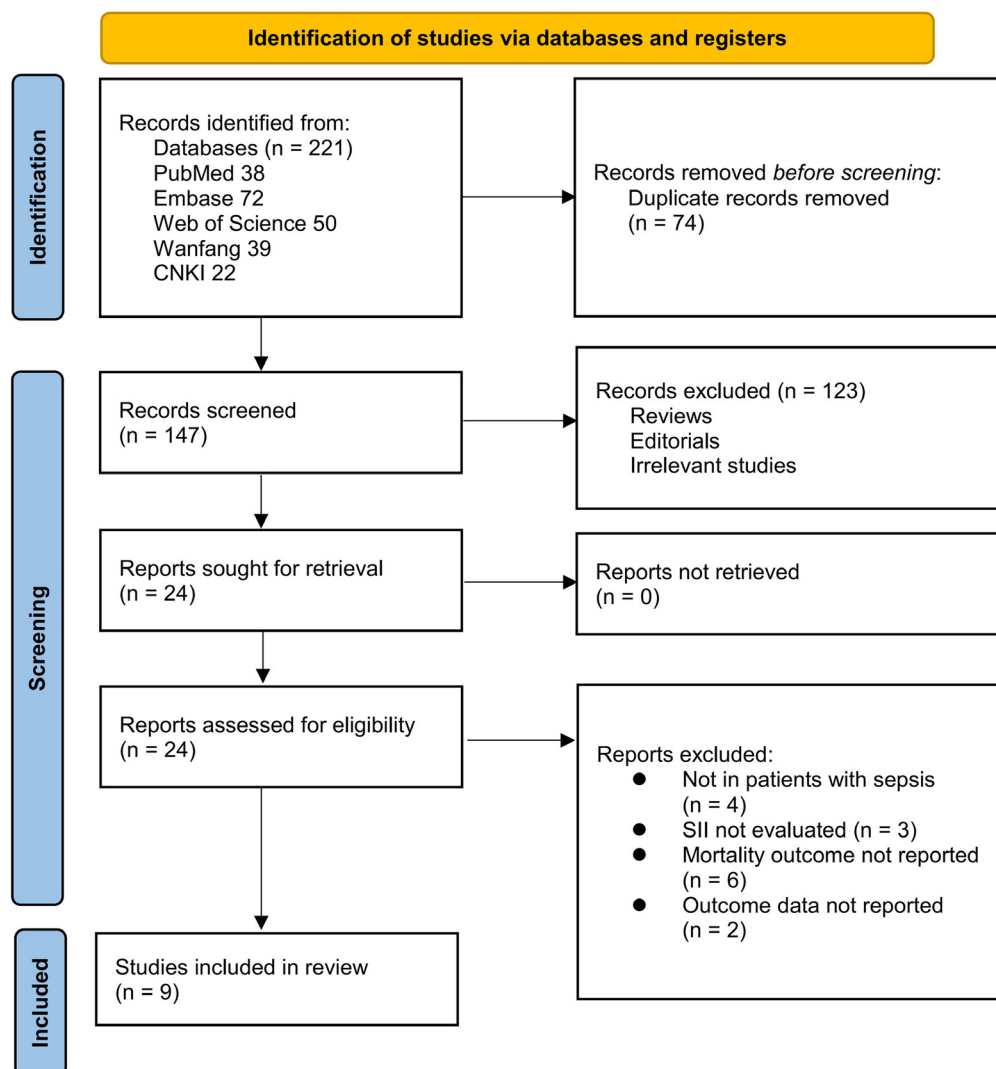 Identification of studies via databases and registers
Identification
Records identified from:
Databases (n = 221)
PubMed 38
Embase 72
Web of Science 50
Wanfang 39
CNKI 22
Records removed before screening:
Duplicate records removed
(n = 74)
Screening
Records screened
(n = 147)
Records excluded (n = 123)
Reviews
Editorials
Irrelevant studies
Reports sought for retrieval
(n = 24)
Reports not retrieved
(n = 0)
Reports assessed for eligibility
(n = 24)
Reports excluded:
● Not in patients with sepsis
(n = 4)
● SII not evaluated (n = 3)
● Mortality outcome not reported
(n = 6)
● Outcome data not reported
(n = 2)
Included
Studies included in review
(n = 9)